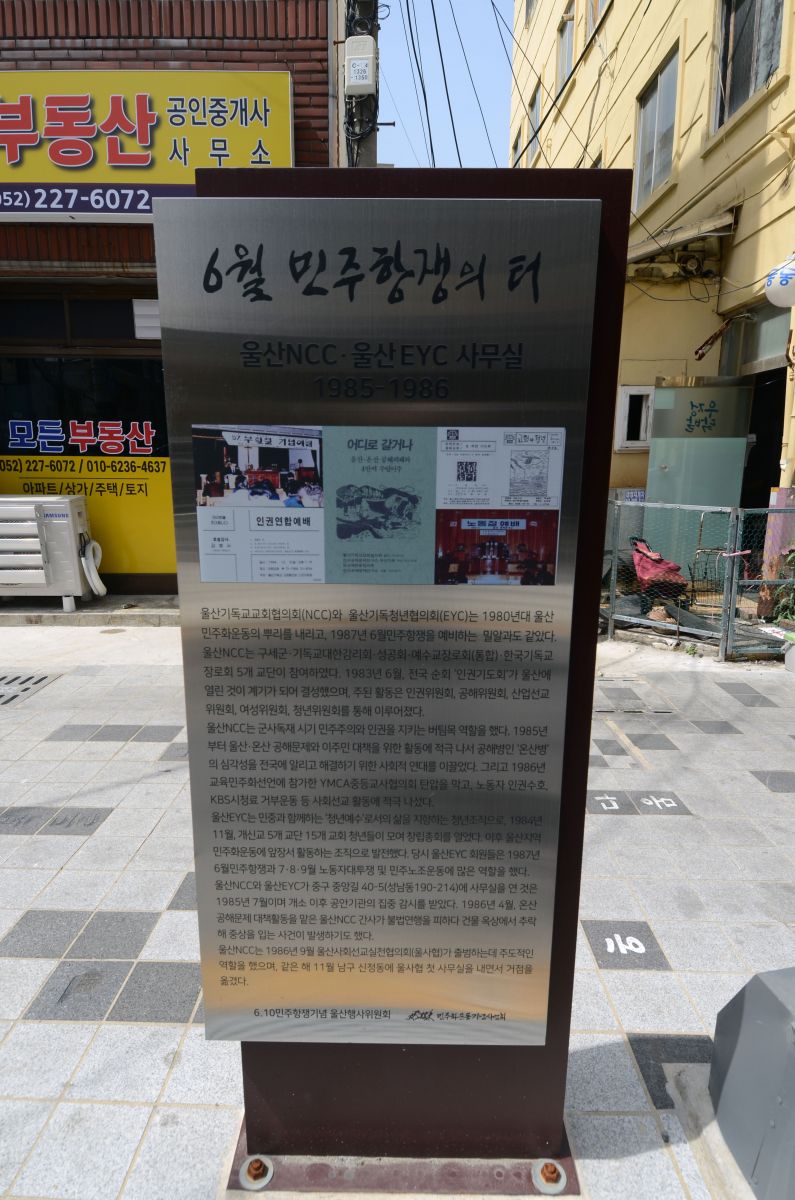 부동산
공인중개사
사무소
052) 227-6072
C-4
1326
-1350
6월 민주항쟁의 터
울산NCC·울산EYC 사무실
1985-1986
모든부동산
052) 227-6072 / 010-6236-4637
아파트/상가/주택/토지
SAMSUNG
어디로 갈거나
인권연합예배
노동절예배
울산기독교교회협의회(NCC)와 울산기독청년협의회(EYC)는 1980년대 울산
민주화운동의 뿌리를 내리고, 1987년 6월민주항쟁을 예비하는 밀알과도 같았다.
울산NCC는 구세군·기독교대한감리회·성공회·예수교장로회(통합)·한국기독교
장로회 5개 교단이 참여하였다. 1983년 6월, 전국 순회 '인권기도회'가 울산에
열린 것이 계기가 되어 결성했으며, 주된 활동은 인권위원회, 공해위원회, 산업선교
위원회, 여성위원회, 청년위원회를 통해 이루어졌다.
울산NCC는 군사독재 시기 민주주의와 인권을 지키는 버팀목 역할을 했다. 1985년
부터 울산·온산 공해문제와 이주민 대책을 위한 활동에 적극 나서 공해병인 '온산병'
의 심각성을 전국에 알리고 해결하기 위한 사회적 연대를 이끌었다. 그리고 1986년
교육민주화선언에 참가한 YMCA중등교사협의회 탄압을 막고, 노동자 인권수호,
KBS시청료 거부운동 등 사회선교 활동에 적극 나섰다.
울산EYC는 민중과 함께하는 '청년예수'로서의 삶을 지향하는 청년조직으로, 1984년
11월, 개신교 5개 교단 15개 교회 청년들이 모여 창립총회를 열었다. 이후 울산지역
민주화운동에 앞장서 활동하는 조직으로 발전했다. 당시 울산EYC 회원들은 1987년
6월민주항쟁과 7·8·9월 노동자대투쟁 및 민주노조운동에 많은 역할을 했다.
울산NCC와 울산EYC가 중구 중앙길 40-5(성남동190-214)에 사무실을 연 것은
1985년 7월이며 개소 이후 공안기관의 집중 감시를 받았다. 1986년 4월, 온산
공해문제 대책활동을 맡은 울산NCC 간사가 불법연행을 피하다 건물 옥상에서 추락
해 중상을 입는 사건이 발생하기도 했다.
울산NCC는 1986년 9월 울산사회선교실천협의회(울사협)가 출범하는데 주도적인
역할을 했으며, 같은 해 11월 남구 신정동에 울사협 첫 사무실을 내면서 거점을
옮겼다.
6.10민주항쟁기념 울산행사위원회 민주화운동기념사업회